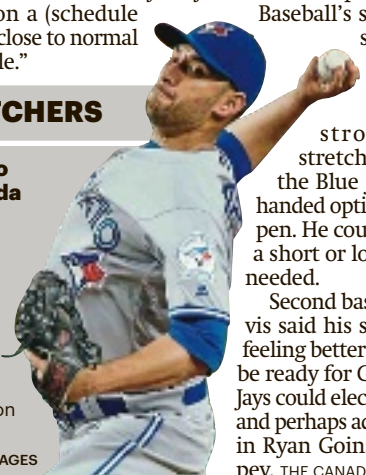 on a (schedule
close to normal
le.”
TCHERS
o
da
on
AGES
Baseball’s s
s
stro
stretch
the Blue
handed opti
pen. He cou
a short or lo
needed.
Second bas
vis said his s
feeling better
be ready for G
Jays could elec
and perhaps ad
in Ryan Goin
pey. THE CANAD